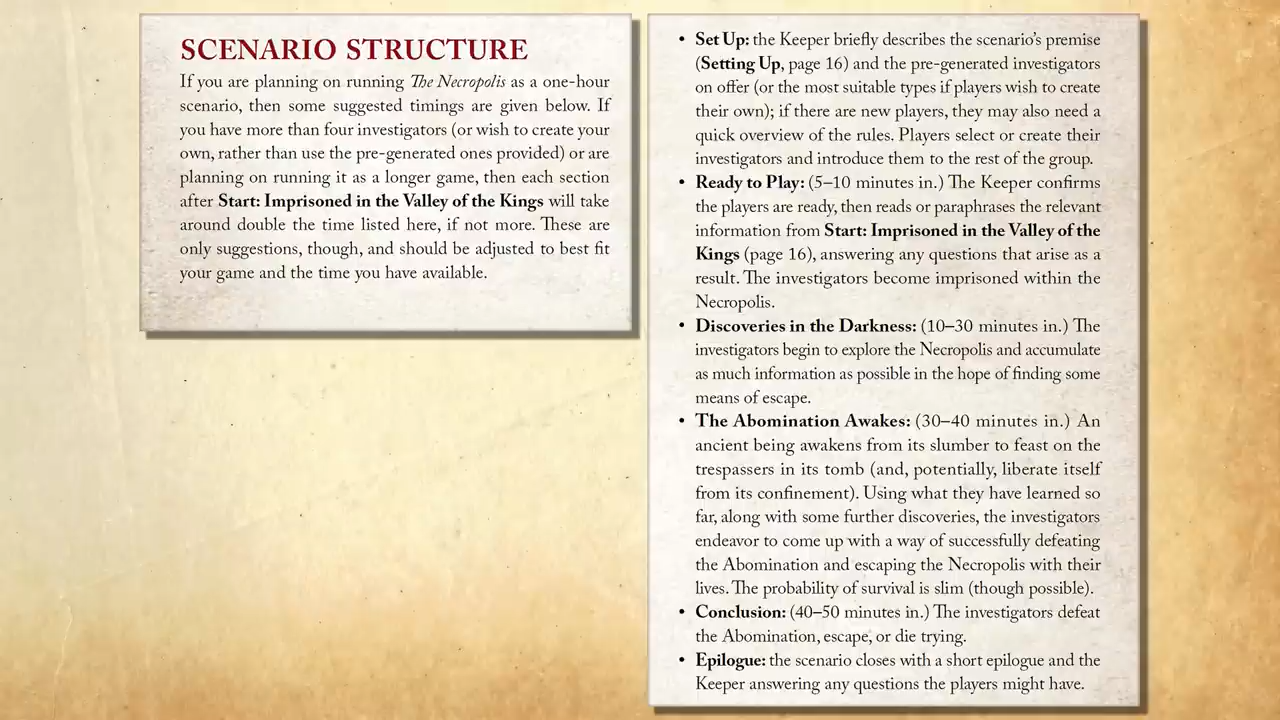 SCENARIO STRUCTURE
If you are planning on running The Necropolis as a one-hour
scenario, then some suggested timings are given below. If
you have more than four investigators (or wish to create your
own, rather than use the pre-generated ones provided) or are
planning on running it as a longer game, then each section
after Start: Imprisoned in the Valley of the Kings will take
around double the time listed here, if not more. These are
only suggestions, though, and should be adjusted to best fit
your game and the time you have available.
• Set Up: the Keeper briefly describes the scenario's premise
(Setting Up, page 16) and the pre-generated investigators
on offer (or the most suitable types if players wish to create
their own); if there are new players, they may also need a
quick overview of the rules. Players select or create their
investigators and introduce them to the rest of the group.
• Ready to Play: (5–10 minutes in.) The Keeper confirms
the players are ready, then reads or paraphrases the relevant
information from Start: Imprisoned in the Valley of the
Kings (page 16), answering any questions that arise as a
result. The investigators become imprisoned within the
Necropolis.
• Discoveries in the Darkness: (10–30 minutes in.) The
investigators begin to explore the Necropolis and accumulate
as much information as possible in the hope of finding some
means of escape.
• The Abomination Awakes: (30–40 minutes in.) An
ancient being awakens from its slumber to feast on the
trespassers in its tomb (and, potentially, liberate itself
from its confinement). Using what they have learned so
far, along with some further discoveries, the investigators
endeavor to come up with a way of successfully defeating
the Abomination and escaping the Necropolis with their
lives. The probability of survival is slim (though possible).
• Conclusion: (40–50 minutes in.) The investigators defeat
the Abomination, escape, or die trying.
• Epilogue: the scenario closes with a short epilogue and the
Keeper answering any questions the players might have.